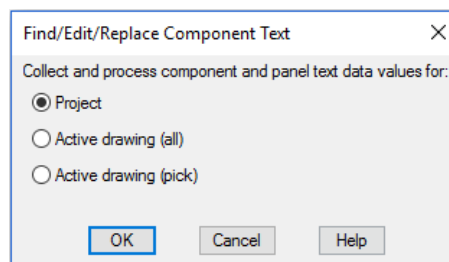 Find/Edit/Replace Component Text
Collect and process component and panel text data values for:
Project
Active drawing (all)
Active drawing (pick)
OK Cancel Help